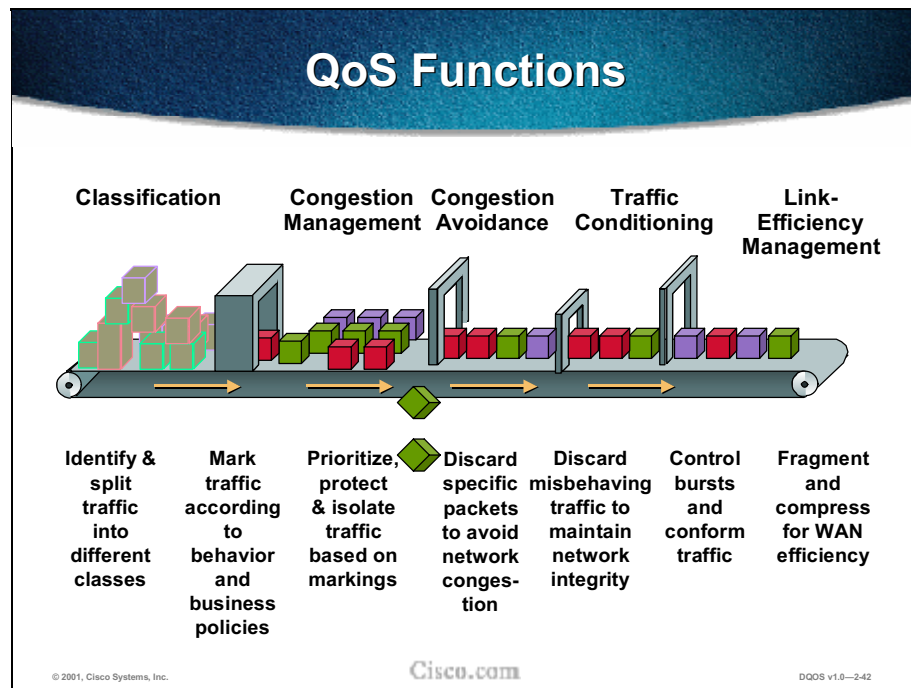 QoS Functions
Classification
Congestion
Management
Congestion
Avoidance
Traffic
Conditioning
Link-
Efficiency
Management
Identify &
split
traffic
into
different
classes
Mark
traffic
according
to
behavior
and
business
policies
Prioritize,
protect
& isolate
traffic
based on
markings
Discard
specific
packets
to avoid
network
conges-
tion
Discard
misbehaving
traffic to
maintain
network
integrity
Control
bursts
and
conform
traffic
Fragment
and
compress
for WAN
efficiency
© 2001, Cisco Systems, Inc.
Cisco.com
DQOS v1.0—2-42